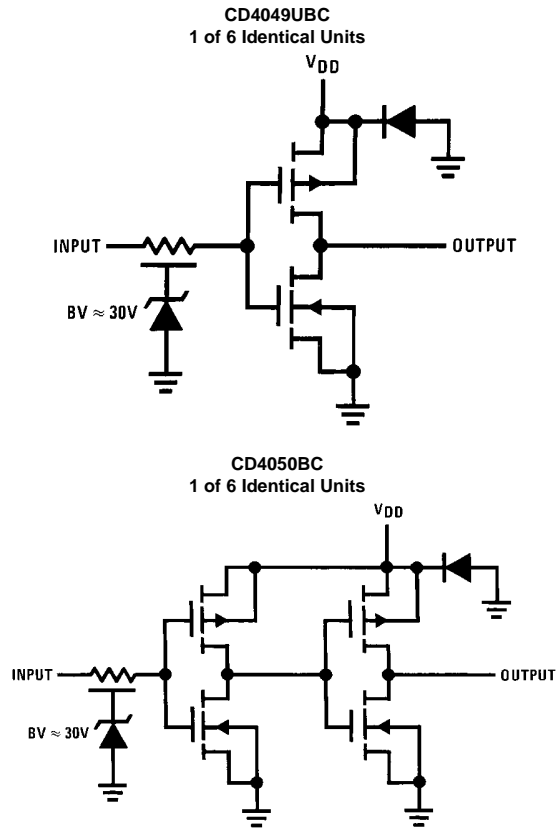 CD4049UBC
1 of 6 Identical Units
VDD
INPUT
OUTPUT
BV ≈ 30V
CD4050BC
1 of 6 Identical Units
VDD
INPUT
OUTPUT
BV ≈ 30V